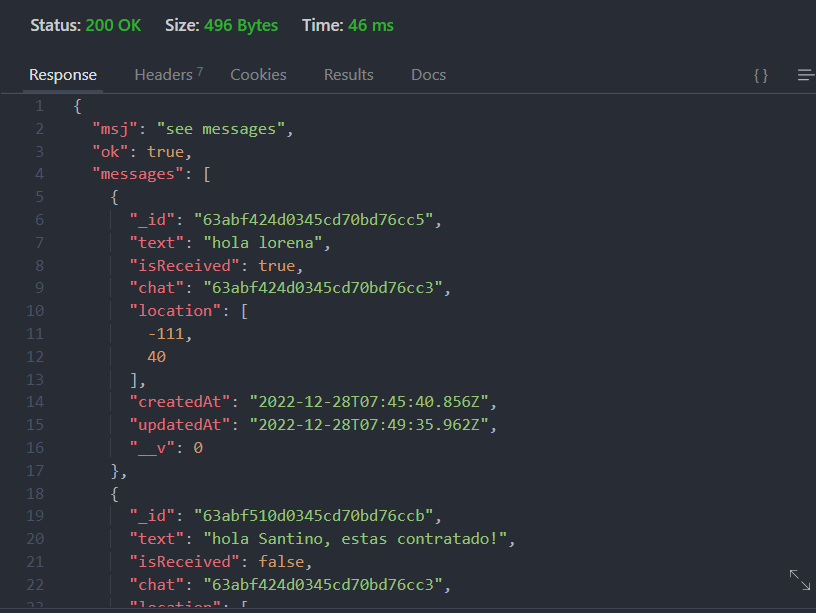 Status: 200 OK Size: 496 Bytes Time: 46 ms
Response Headers 7 Cookies Results Docs { }
1 {
2 "msj": "see messages",
3 "ok": true,
4 "messages": [
5 {
6 "_id": "63abf424d0345cd70bd76cc5",
7 "text": "hola lorena",
8 "isReceived": true,
9 "chat": "63abf424d0345cd70bd76cc3",
10 "location": [
11 -111,
12 40
13 ],
14 "createdAt": "2022-12-28T07:45:40.856Z",
15 "updatedAt": "2022-12-28T07:49:35.962Z",
16 "__v": 0
17 },
18 {
19 "_id": "63abf510d0345cd70bd76ccb",
20 "text": "hola Santino, estas contratado!",
21 "isReceived": false,
22 "chat": "63abf424d0345cd70bd76cc3",
23 "location": [